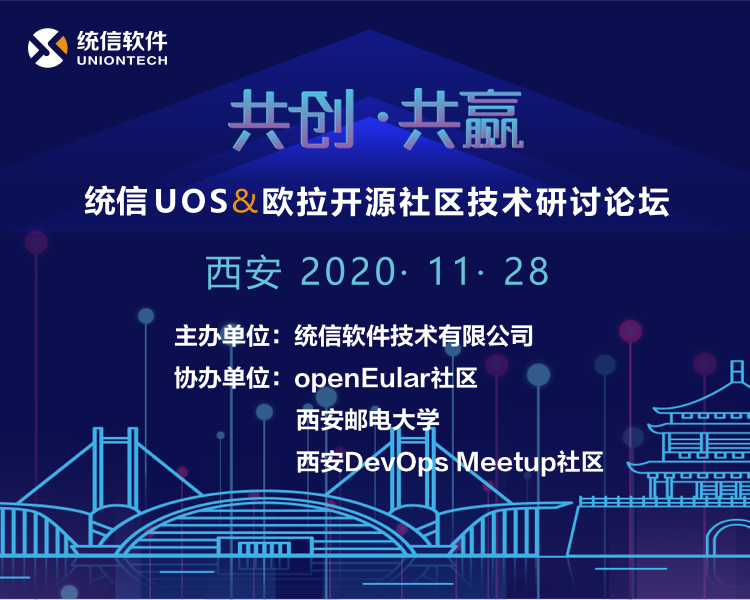 统信软件
UNIONTECH
共创·共赢
统信UOS&欧拉开源社区技术研讨论坛
西安 2020· 11· 28
主办单位：统信软件技术有限公司
协办单位：openEular社区
西安邮电大学
西安DevOps Meetup社区